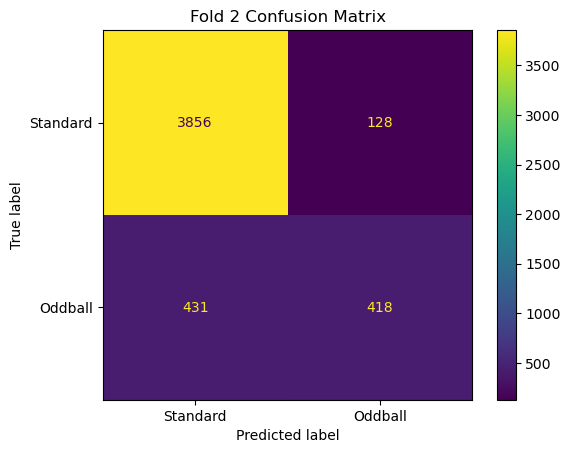 Fold 2 Confusion Matrix
True label
Standard
3856
128
Oddball
431
418
Standard
Oddball
Predicted label
3500
3000
2500
2000
1500
1000
500